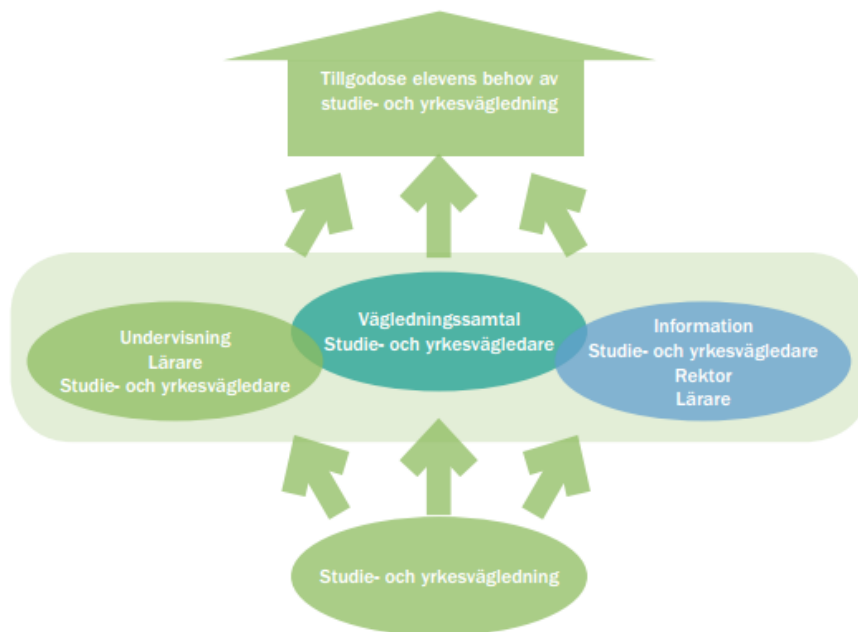 Tillgodose elevens behov av
studie- och yrkesvägledning
Undervisning
Lärare
Studie- och yrkesvägledare
Vägledningssamtal
Studie- och yrkesvägledare
Information
Studie- och yrkesvägledare
Rektor
Lärare
Studie- och yrkesvägledning